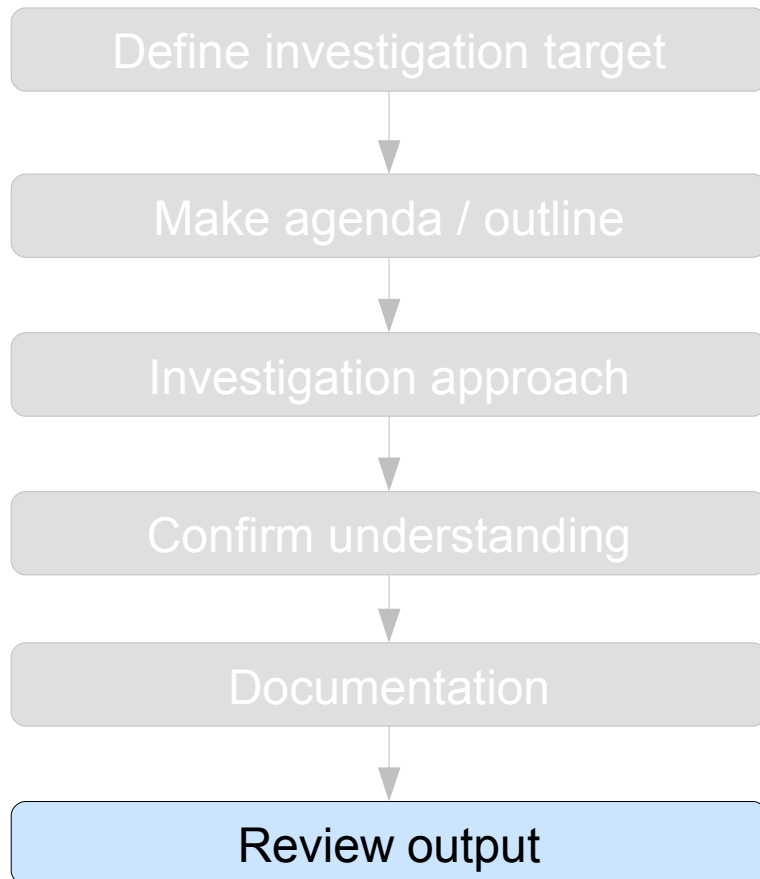 Define investigation target
Make agenda / outline
Investigation approach
Confirm understanding
Documentation
Review output